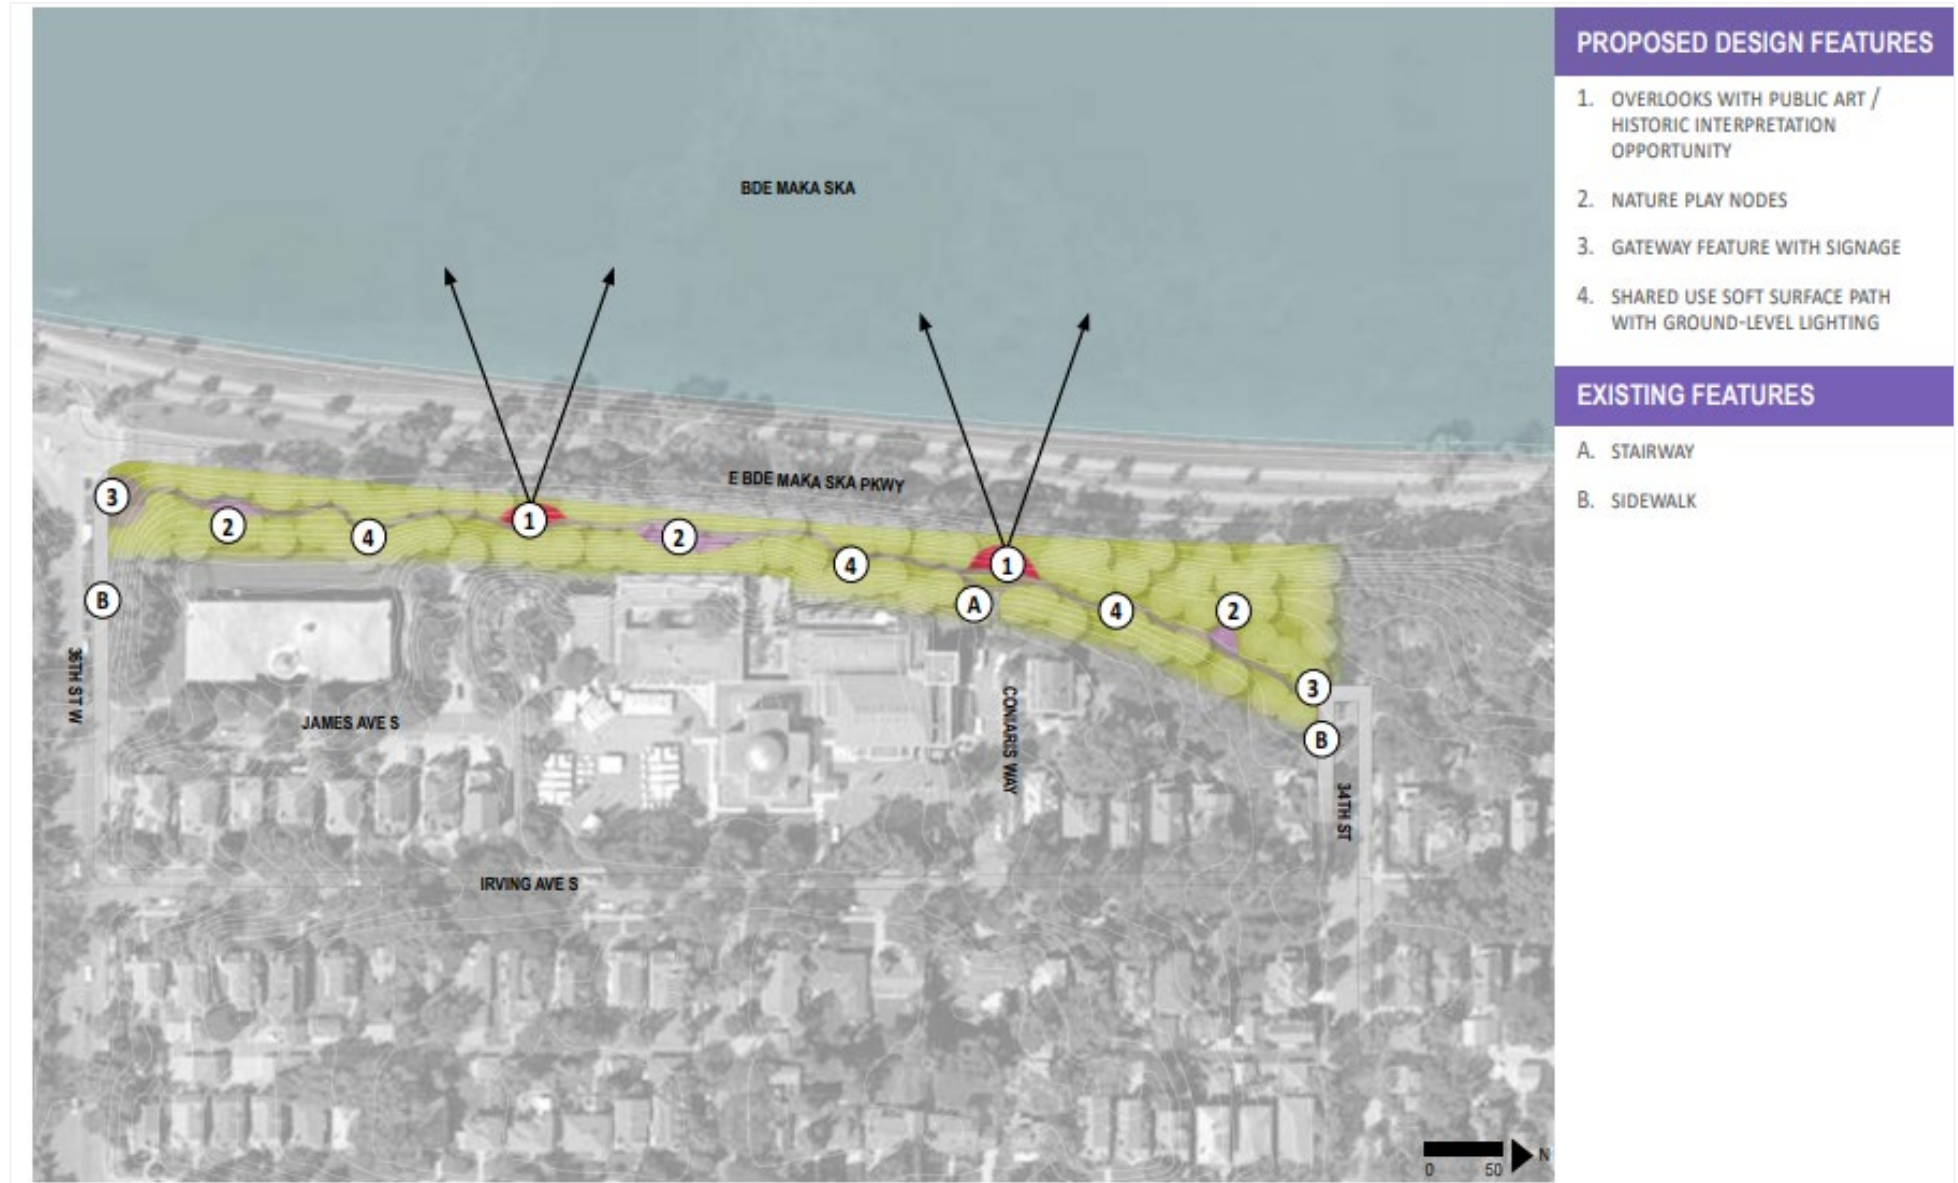 PROPOSED DESIGN FEATURES
1. OVERLOOKS WITH PUBLIC ART /
HISTORIC INTERPRETATION
OPPORTUNITY
2. NATURE PLAY NODES
3. GATEWAY FEATURE WITH SIGNAGE
4. SHARED USE SOFT SURFACE PATH
WITH GROUND-LEVEL LIGHTING
EXISTING FEATURES
A. STAIRWAY
B. SIDEWALK
BDE MAKA SKA
E BDE MAKA SKA PKWY
3
2
4
1
2
4
1
A
4
2
3
B
B
36TH ST W
JAMES AVE S
CONIARIS WAY
34TH ST
IRVING AVE S
0 50 N